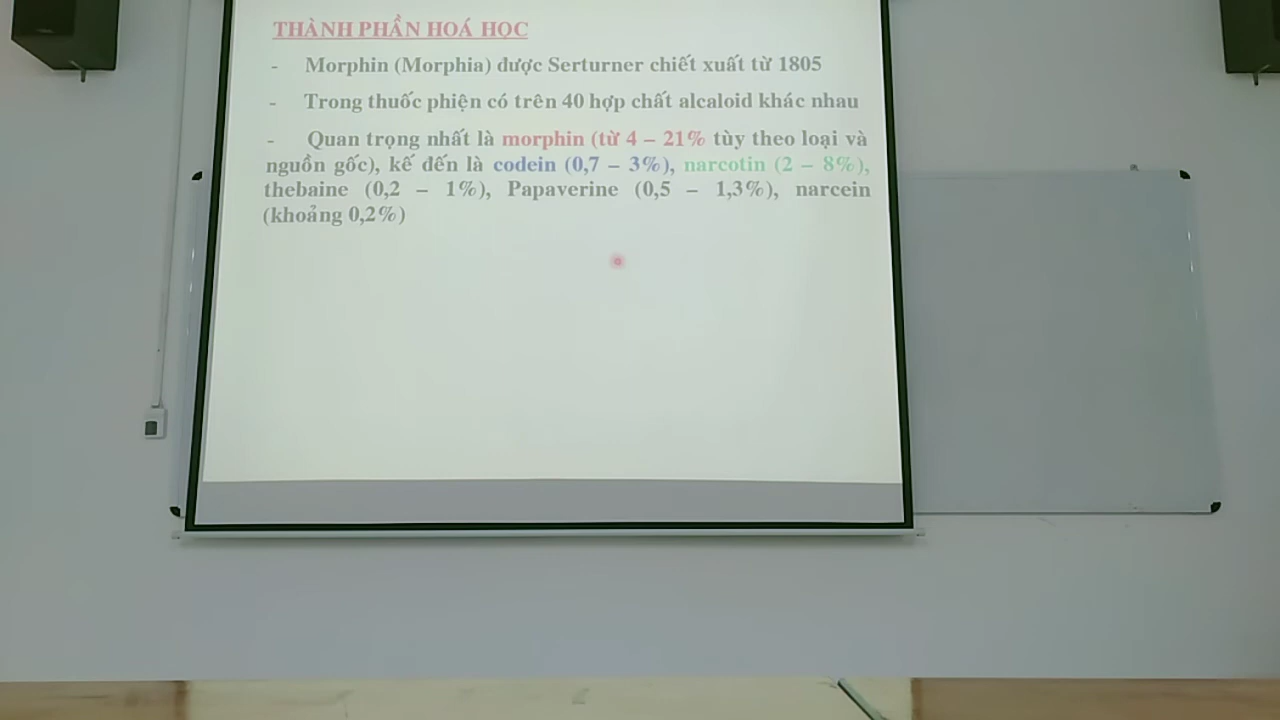 THÀNH PHẦN HOÁ HỌC
- Morphin (Morphia) được Serturner chiết xuất từ 1805
- Trong thuốc phiện có trên 40 hợp chất alcaloid khác nhau
- Quan trọng nhất là morphin (từ 4 – 21% tùy theo loại và
nguồn gốc), kế đến là codein (0,7 – 3%), narcotin (2 – 8%),
thebaine (0,2 – 1%), Papaverine (0,5 – 1,3%), narcein
(khoảng 0,2%)